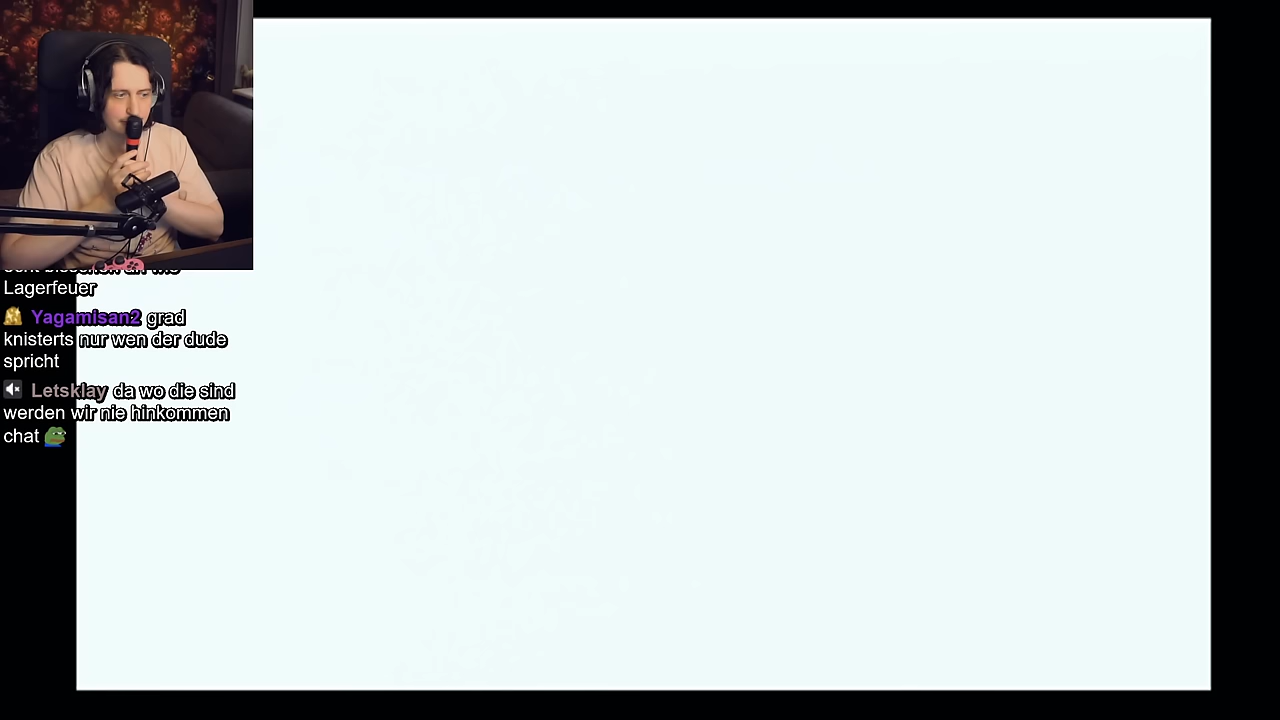 Lagerfeuer
Yagamisan2 grad
knisterts nur wen der dude
spricht
Letsklay da wo die sind
werden wir nie hinkommen
chat